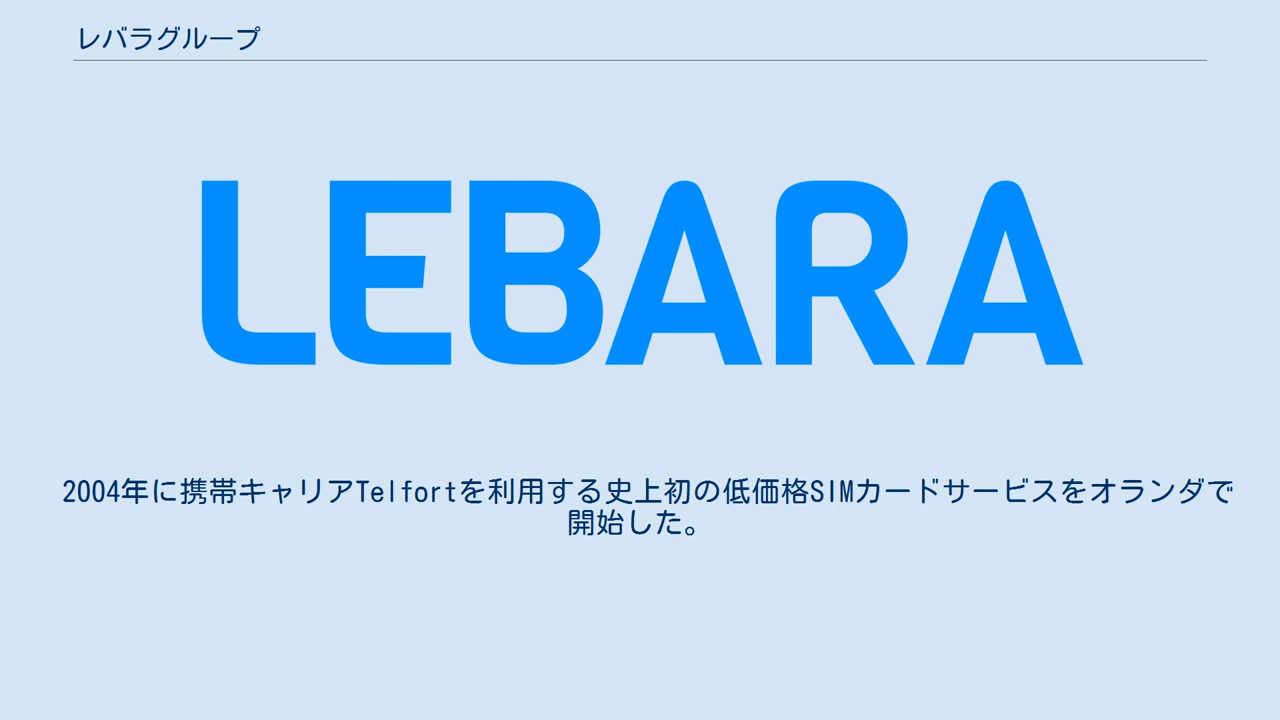 レバラグループ
LEBARA
2004年に携帯キャリアTelfortを利用する史上初の低価格SIMカードサービスをオランダで
開始した。